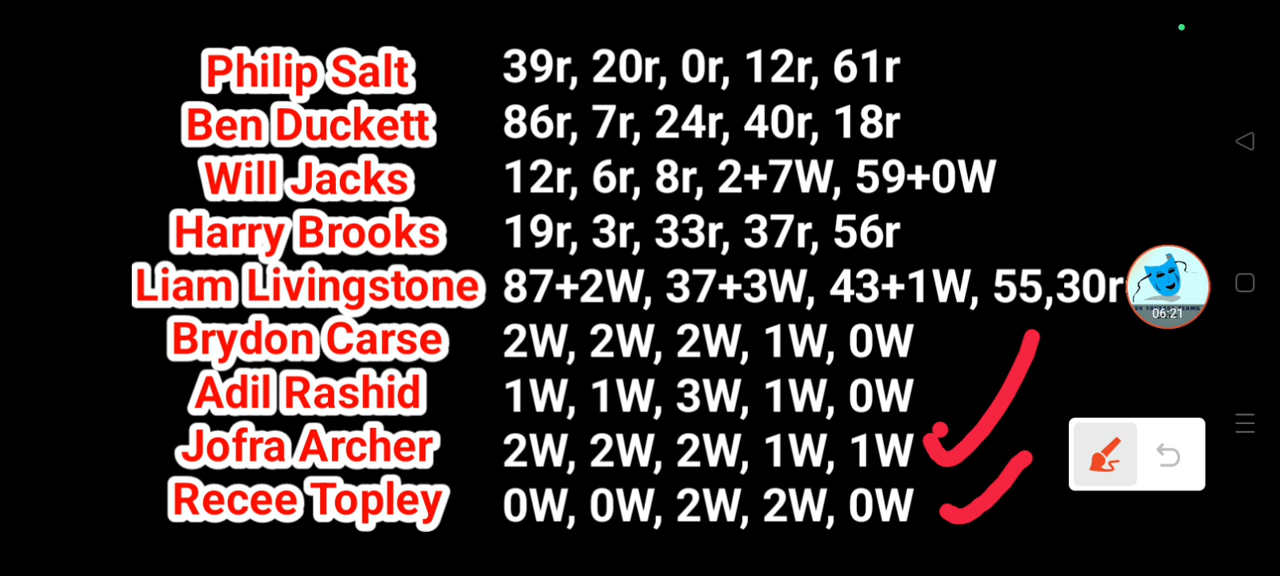 Philip Salt 39r, 20r, 0r, 12r, 61r
Ben Duckett 86r, 7r, 24r, 40r, 18r
Will Jacks 12r, 6r, 8r, 2+7W, 59+0W
Harry Brooks 19r, 3r, 33r, 37r, 56r
Liam Livingstone 87+2W, 37+3W, 43+1W, 55,30r
Brydon Carse 2W, 2W, 2W, 1W, 0W
Adil Rashid 1W, 1W, 3W, 1W, 0W
Jofra Archer 2W, 2W, 2W, 1W, 1W
Recee Topley 0W, 0W, 2W, 2W, 0W
06:21